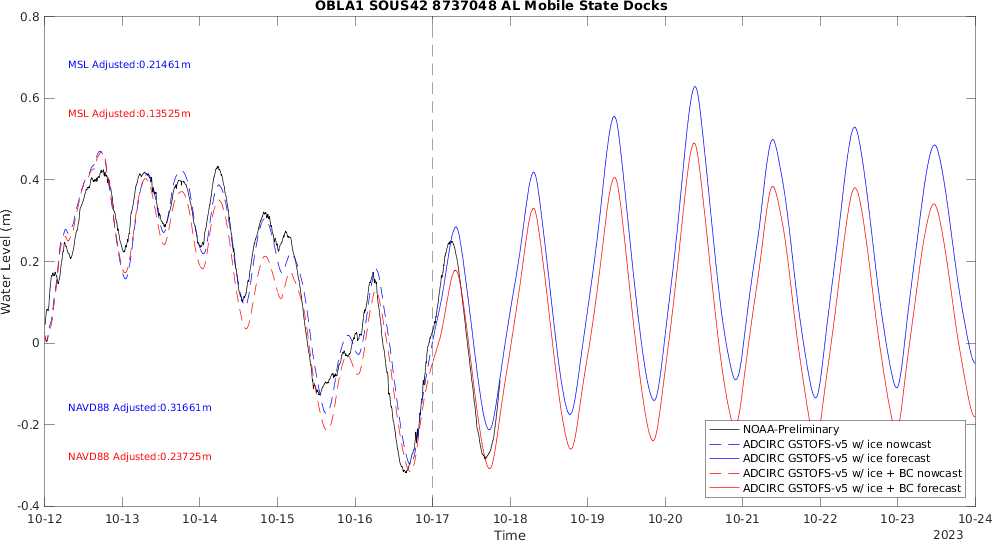 OBLA1 SOUS42 8737048 AL Mobile State Docks
0.8
0.6
0.4
0.2
0
-0.2
-0.4
Water Level (m)
MSL Adjusted:0.21461m
MSL Adjusted:0.13525m
NAVD88 Adjusted:0.31661m
NAVD88 Adjusted:0.23725m
NOAA-Preliminary
ADCIRC GSTOFS-v5 w/ ice nowcast
ADCIRC GSTOFS-v5 w/ ice forecast
ADCIRC GSTOFS-v5 w/ ice + BC nowcast
ADCIRC GSTOFS-v5 w/ ice + BC forecast
10-12 10-13 10-14 10-15 10-16 10-17 10-18 10-19 10-20 10-21 10-22 10-23 10-24
Time
2023